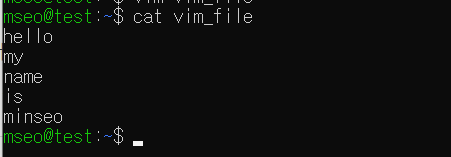 mseo@test:~$ cat vim_file
hello
my
name
is
minseo
mseo@test:~$